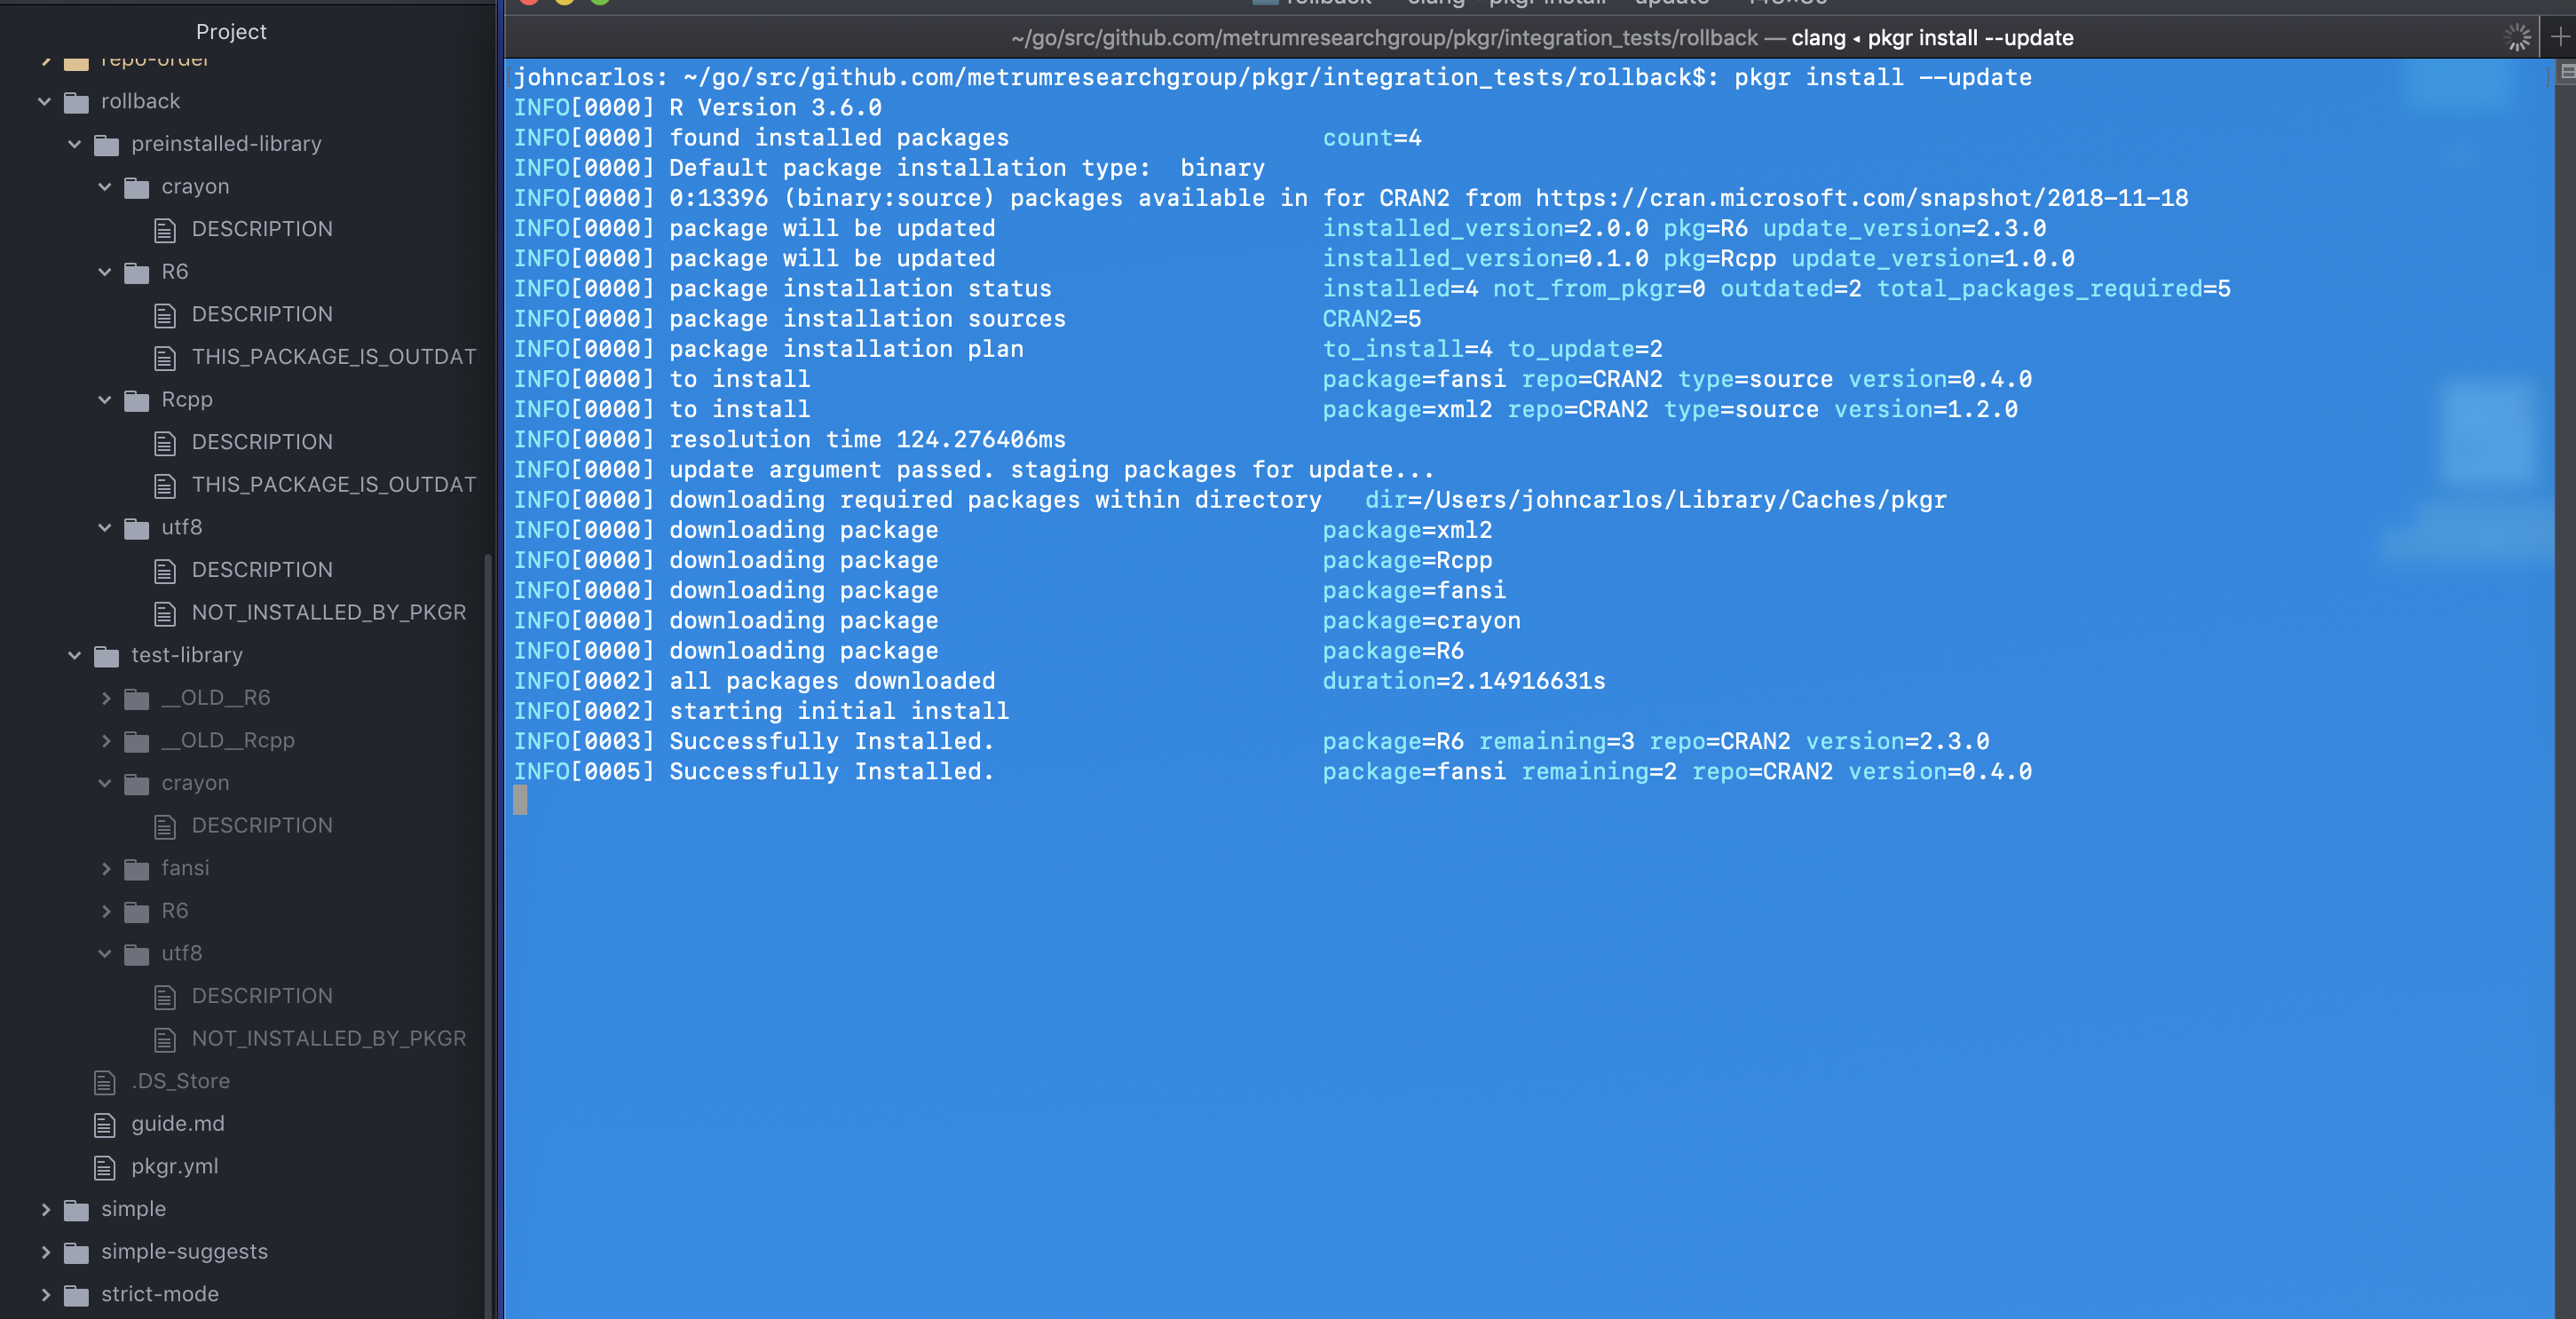 Project
repo-order
rollback
preinstalled-library
crayon
DESCRIPTION
R6
DESCRIPTION
THIS_PACKAGE_IS_OUTDAT
Rcpp
DESCRIPTION
THIS_PACKAGE_IS_OUTDAT
utf8
DESCRIPTION
NOT_INSTALLED_BY_PKGR
test-library
__OLD__R6
__OLD__Rcpp
crayon
DESCRIPTION
fansi
R6
utf8
DESCRIPTION
NOT_INSTALLED_BY_PKGR
.DS_Store
guide.md
pkgr.yml
simple
simple-suggests
strict-mode
~/go/src/github.com/metrumresearchgroup/pkgr/integration_tests/rollback — clang ◂ pkgr install --update
johncarlos: ~/go/src/github.com/metrumresearchgroup/pkgr/integration_tests/rollback$: pkgr install --update
INFO[0000] R Version 3.6.0
INFO[0000] found installed packages count=4
INFO[0000] Default package installation type:  binary
INFO[0000] 0:13396 (binary:source) packages available in for CRAN2 from https://cran.microsoft.com/snapshot/2018-11-18
INFO[0000] package will be updated installed_version=2.0.0 pkg=R6 update_version=2.3.0
INFO[0000] package will be updated installed_version=0.1.0 pkg=Rcpp update_version=1.0.0
INFO[0000] package installation status installed=4 not_from_pkgr=0 outdated=2 total_packages_required=5
INFO[0000] package installation sources CRAN2=5
INFO[0000] package installation plan to_install=4 to_update=2
INFO[0000] to install package=fansi repo=CRAN2 type=source version=0.4.0
INFO[0000] to install package=xml2 repo=CRAN2 type=source version=1.2.0
INFO[0000] resolution time 124.276406ms
INFO[0000] update argument passed. staging packages for update...
INFO[0000] downloading required packages within directory dir=/Users/johncarlos/Library/Caches/pkgr
INFO[0000] downloading package package=xml2
INFO[0000] downloading package package=Rcpp
INFO[0000] downloading package package=fansi
INFO[0000] downloading package package=crayon
INFO[0000] downloading package package=R6
INFO[0002] all packages downloaded duration=2.14916631s
INFO[0002] starting initial install
INFO[0003] Successfully Installed. package=R6 remaining=3 repo=CRAN2 version=2.3.0
INFO[0005] Successfully Installed. package=fansi remaining=2 repo=CRAN2 version=0.4.0